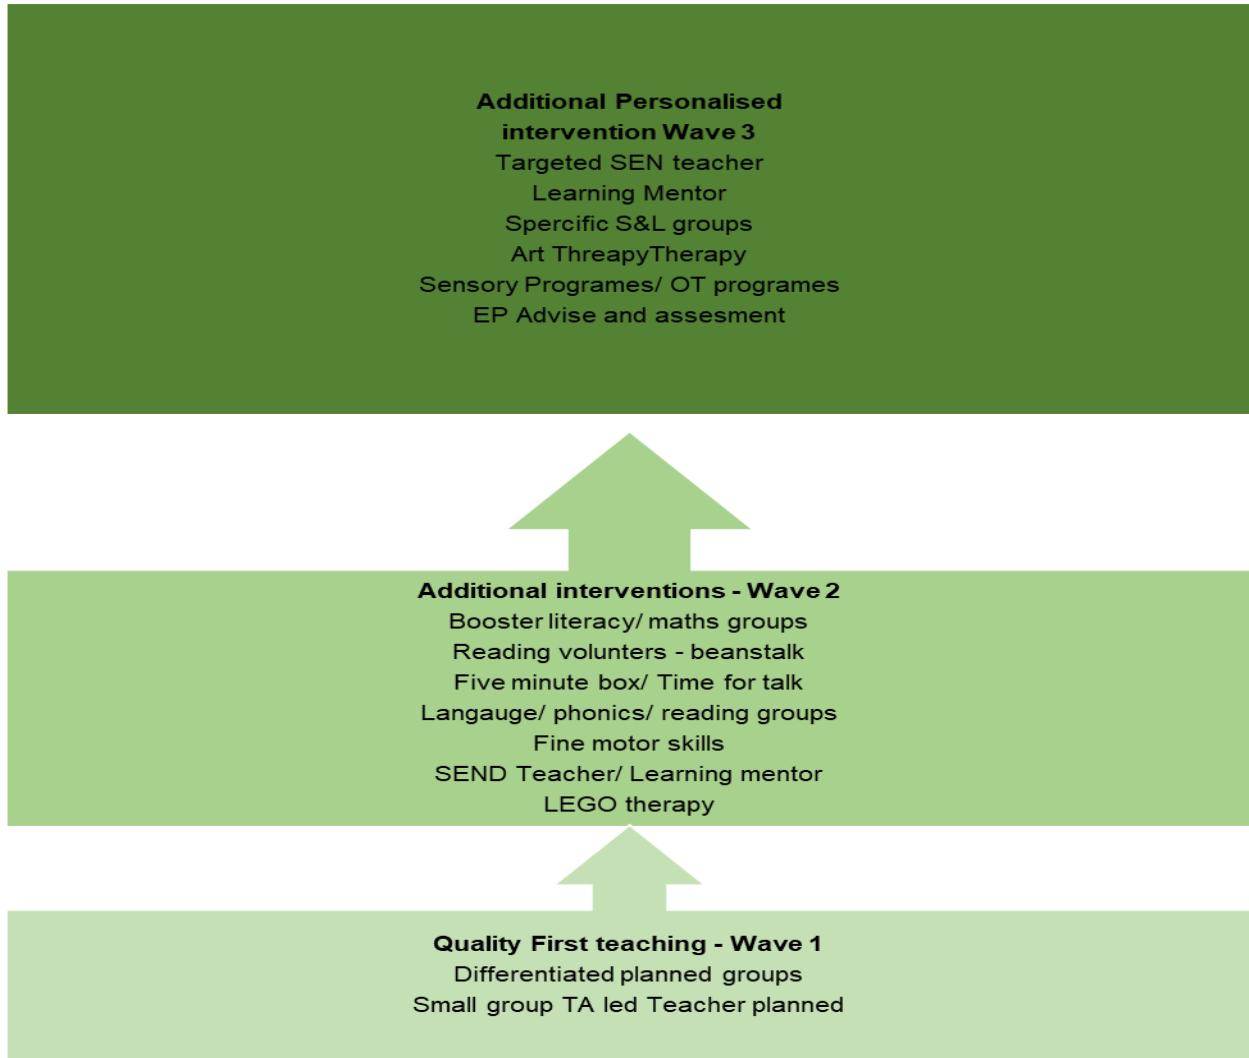 Additional Personalised
intervention Wave 3
Targeted SEN teacher
Learning Mentor
Spercific S&L groups
Art ThreapyTherapy
Sensory Programes/ OT programes
EP Advise and assesment
Additional interventions - Wave 2
Booster literacy/ maths groups
Reading volunters - beanstalk
Five minute box/ Time for talk
Langauge/ phonics/ reading groups
Fine motor skills
SEND Teacher/ Learning mentor
LEGO therapy
Quality First teaching - Wave 1
Differentiated planned groups
Small group TA led Teacher planned